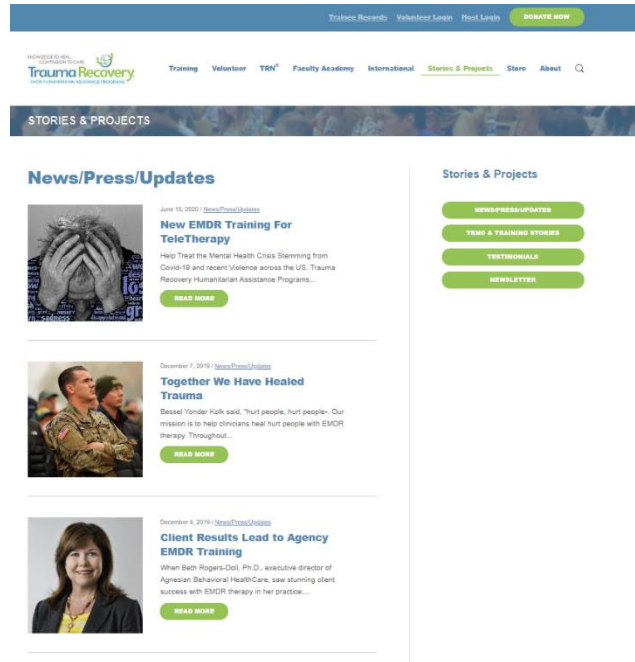 Trainee Records Volunteer Login Host Login DONATE NOW
Trauma Recovery
EMDR HUMANITARIAN ASSISTANCE PROGRAMS
Training Volunteer TRN® Faculty Academy International Stories & Projects Store About
STORIES & PROJECTS
News/Press/Updates
June 15, 2020 / News/Press/Updates
New EMDR Training For
TeleTherapy
Help Treat the Mental Health Crisis Stemming from
Covid-19 and recent Violence across the US. Trauma
Recovery Humanitarian Assistance Programs...
READ MORE
December 7, 2019 / News/Press/Updates
Together We Have Healed
Trauma
Bessel Vonder Kolk said, "hurt people, hurt people". Our
mission is to help clinicians heal hurt people with EMDR
therapy. Throughout...
READ MORE
December 4, 2019 / News/Press/Updates
Client Results Lead to Agency
EMDR Training
When Beth Rogers-Doll, Ph.D., executive director of
Agnesian Behavioral HealthCare, saw stunning client
success with EMDR therapy in her practice,...
READ MORE
Stories & Projects
NEWS/PRESS/UPDATES
TRN® & TRAINING STORIES
TESTIMONIALS
NEWSLETTER